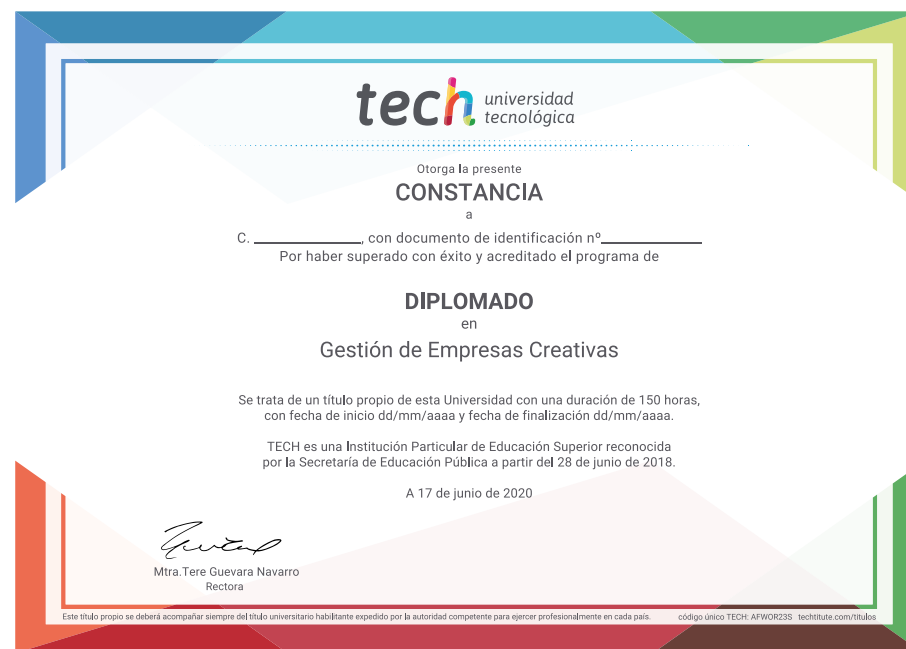 tech universidad
tecnológica
Otorga la presente
CONSTANCIA
a
C. ____________, con documento de identificación nº____________
Por haber superado con éxito y acreditado el programa de
DIPLOMADO
en
Gestión de Empresas Creativas
Se trata de un título propio de esta Universidad con una duración de 150 horas,
con fecha de inicio dd/mm/aaaa y fecha de finalización dd/mm/aaaa.
TECH es una Institución Particular de Educación Superior reconocida
por la Secretaría de Educación Pública a partir del 28 de junio de 2018.
A 17 de junio de 2020
Mtra.Tere Guevara Navarro
Rectora
Este título propio se deberá acompañar siempre del título universitario habilitante expedido por la autoridad competente para ejercer profesionalmente en cada país. código único TECH: AFWOR23S techtitute.com/titulos